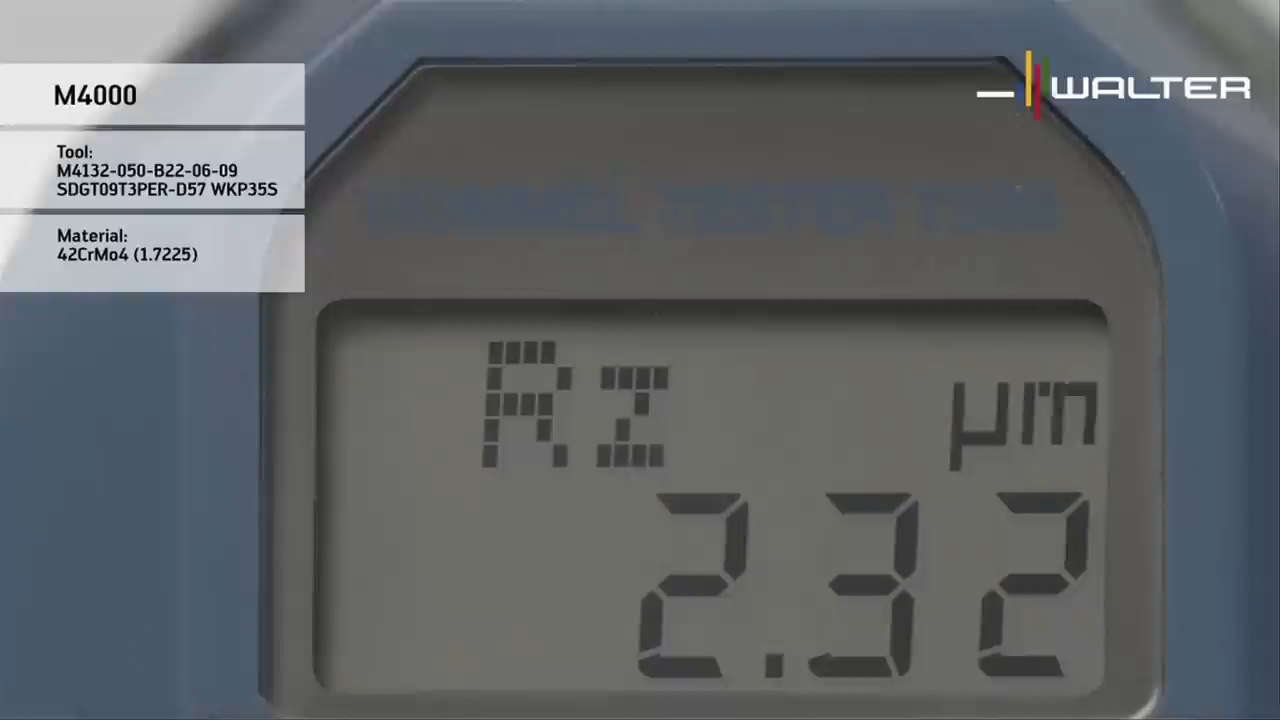 M4000
WALTER
Tool:
M4132-050-B22-06-09
SDGT09T3PER-D57 WKP35S
Material:
42CrMo4 (1.7225)
TESTER
Rz µm
2.32